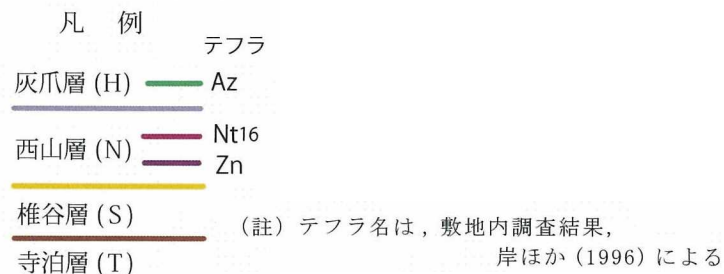 凡 例
テフラ
灰爪層 (H) Az
西山層 (N) Nt16
Zn
椎谷層 (S)
寺泊層 (T)
（註）テフラ名は，敷地内調査結果，
岸ほか (1996) による